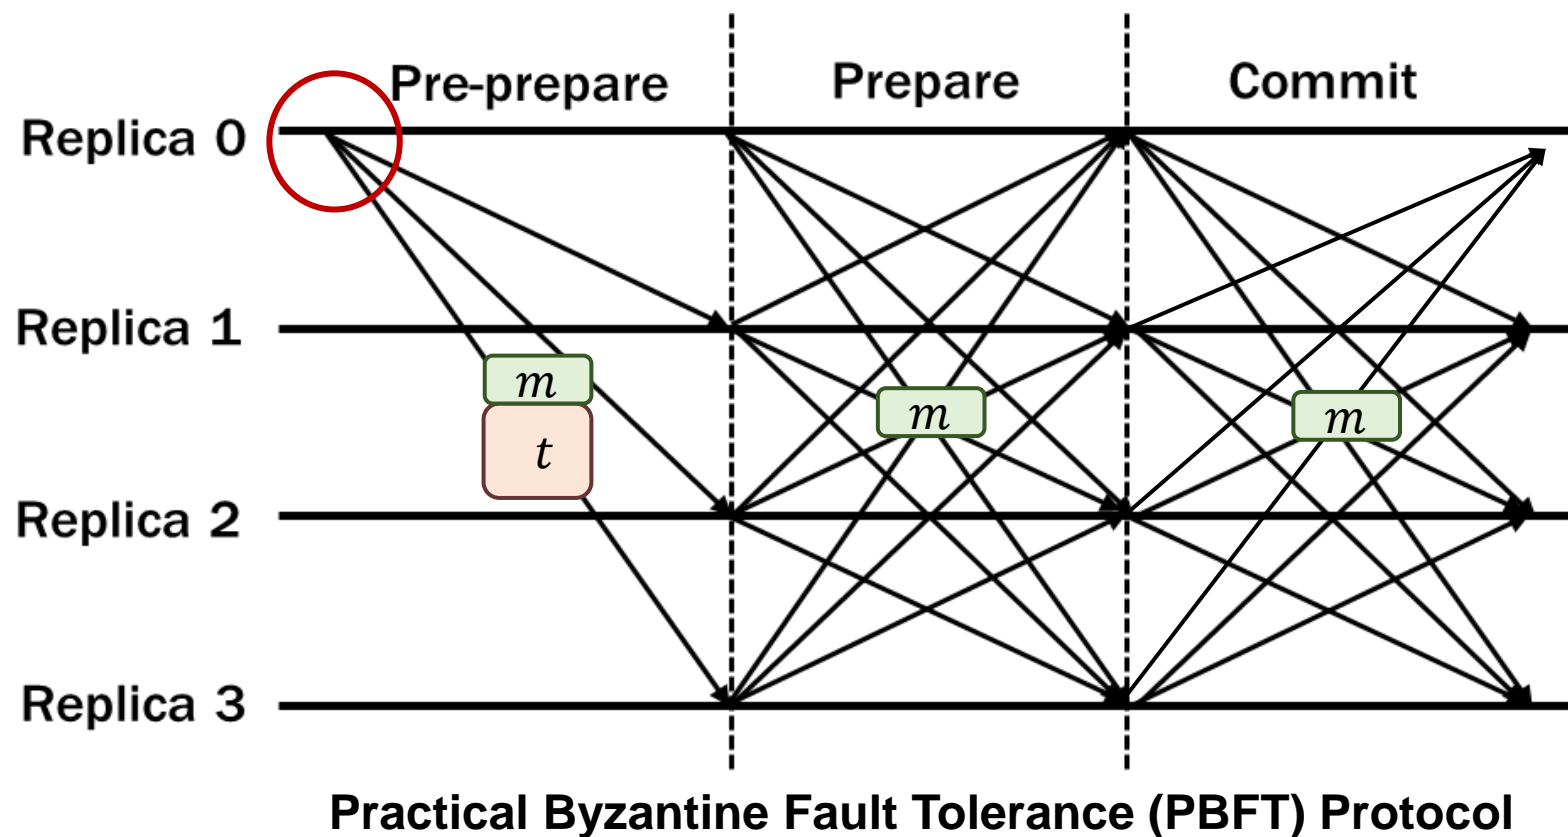 Pre-prepare
Prepare
Commit
Replica 0
Replica 1
m
m
m
t
Replica 2
Replica 3
Practical Byzantine Fault Tolerance (PBFT) Protocol